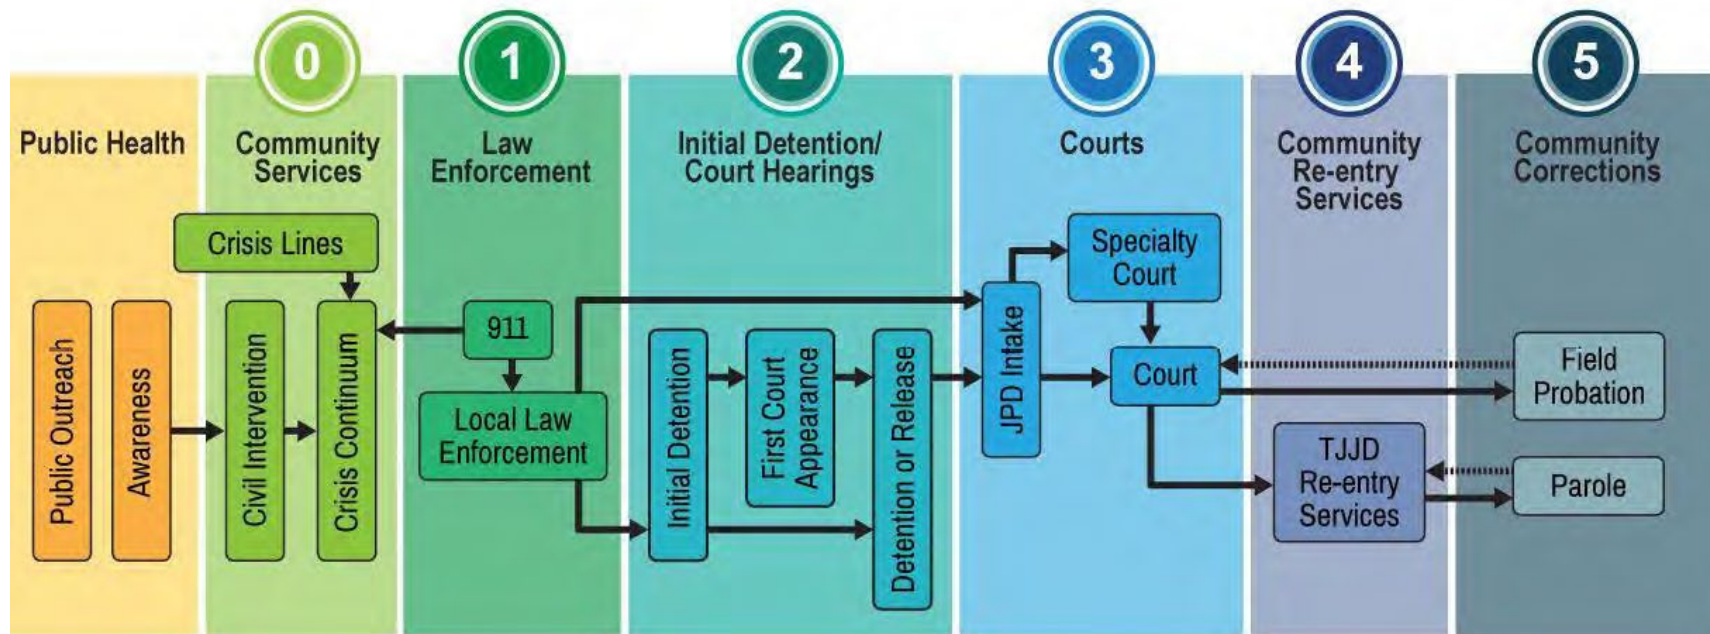 0
1
2
3
4
5
Public Health
Community
Services
Law
Enforcement
Initial Detention/
Court Hearings
Courts
Community
Re-entry
Services
Community
Corrections
Public Outreach
Awareness
Crisis Lines
Civil Intervention
Crisis Continuum
911
Local Law
Enforcement
Initial Detention
First Court
Appearance
Detention or Release
JPD Intake
Specialty
Court
Court
TJJD
Re-entry
Services
Field
Probation
Parole